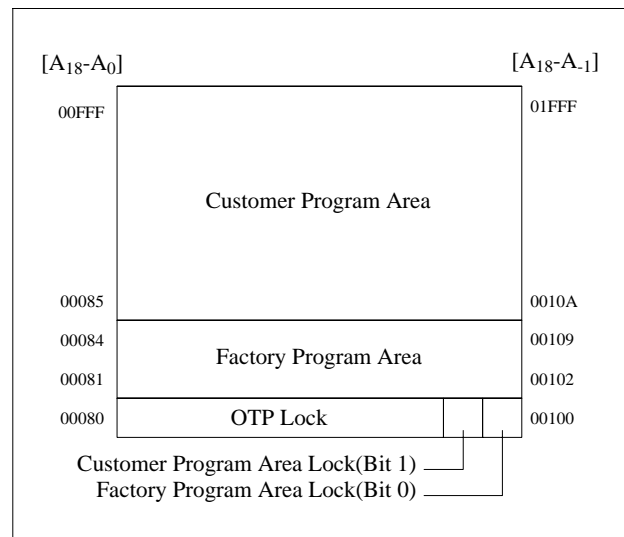 [A18-A0] [A18-A-1]
00FFF 01FFF
Customer Program Area
00085 0010A
00084 00109
Factory Program Area
00081 00102
00080 OTP Lock 00100
Customer Program Area Lock(Bit 1)
Factory Program Area Lock(Bit 0)